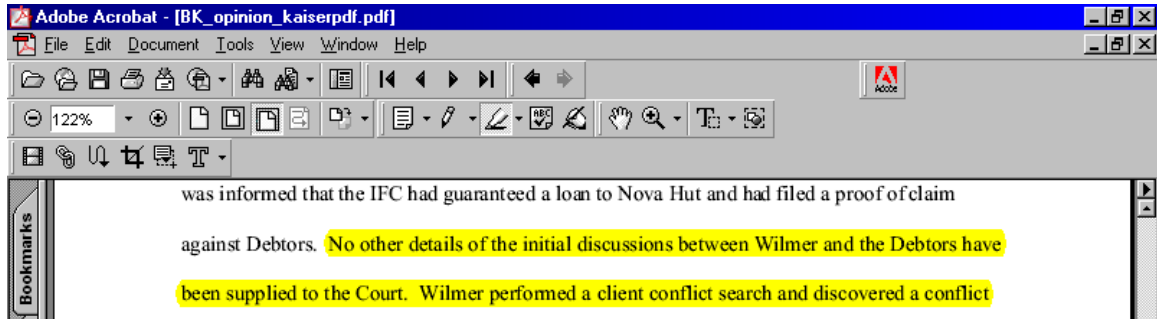 Adobe Acrobat - [BK_opinion_kaiserpdf.pdf]
File Edit Document Tools View Window Help
Adobe
122%
Bookmarks
was informed that the IFC had guaranteed a loan to Nova Hut and had filed a proof of claim
against Debtors. No other details of the initial discussions between Wilmer and the Debtors have
been supplied to the Court. Wilmer performed a client conflict search and discovered a conflict